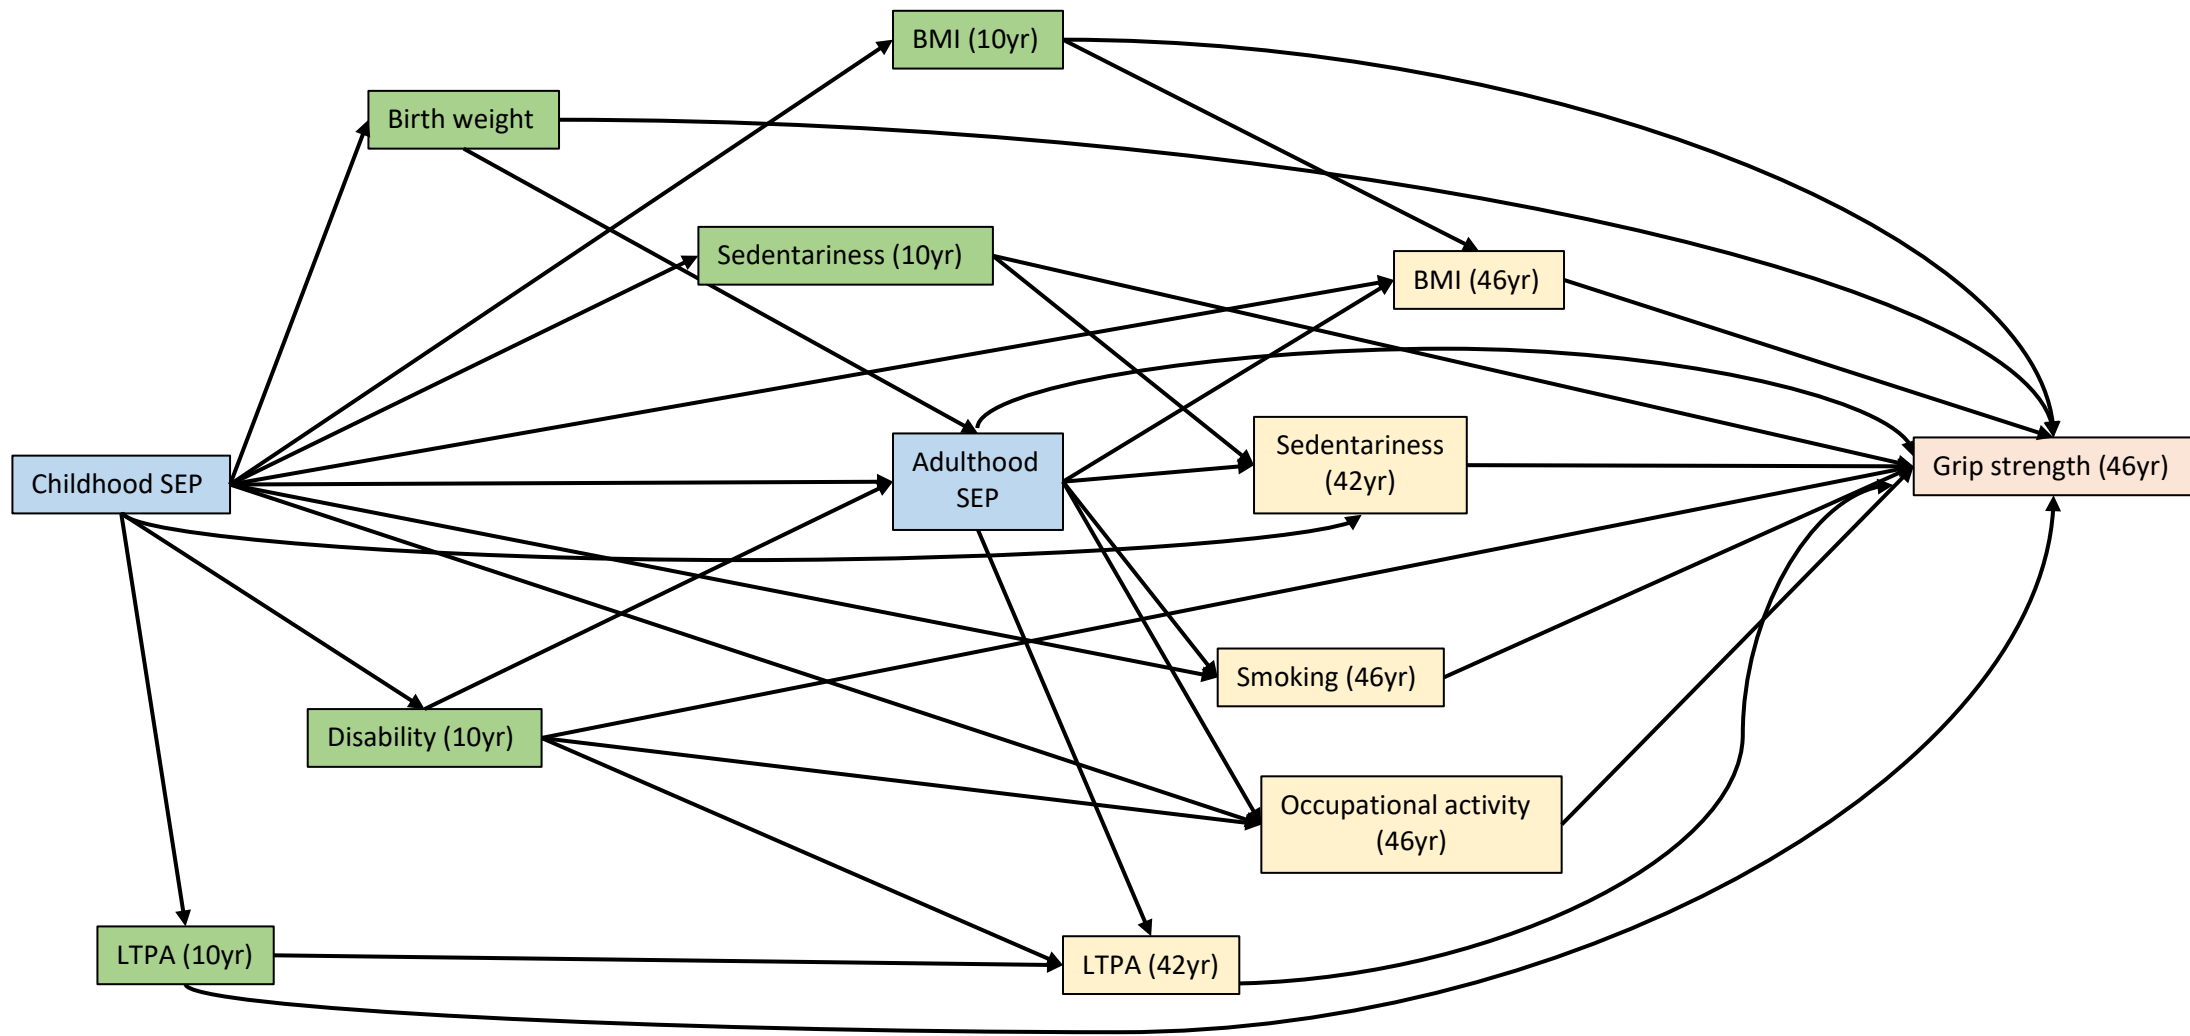 BMI (10yr)
Birth weight
Sedentariness (10yr)
BMI (46yr)
Childhood SEP
Adulthood
SEP
Sedentariness
(42yr)
Grip strength (46yr)
Smoking (46yr)
Disability (10yr)
Occupational activity
(46yr)
LTPA (10yr)
LTPA (42yr)